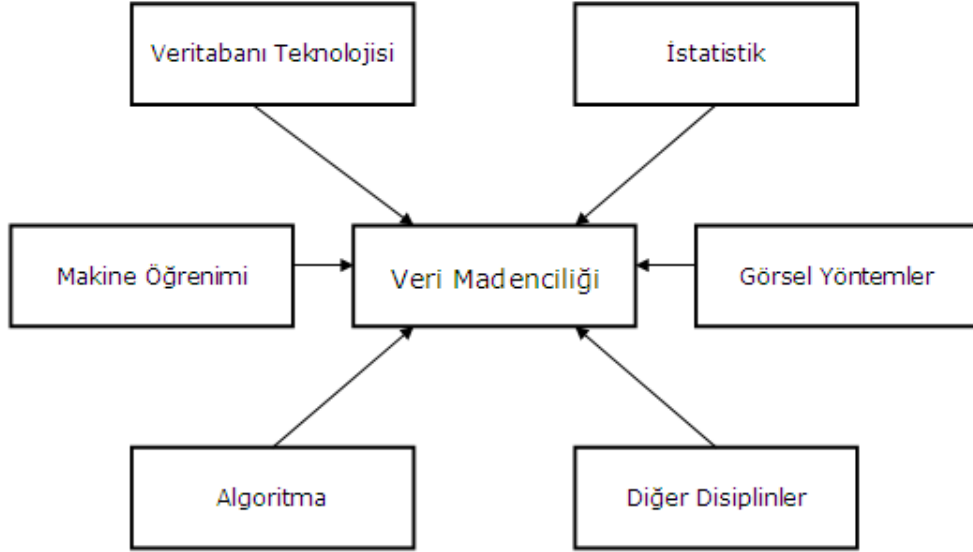 Veritabanı Teknolojisi
İstatistik
Makine Öğrenimi
Veri Madenciliği
Görsel Yöntemler
Algoritma
Diğer Disiplinler